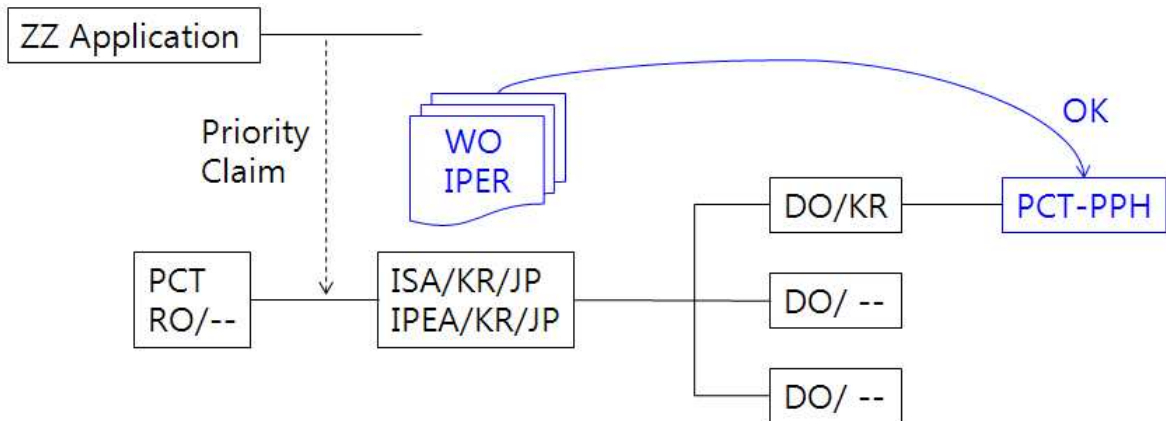 ZZ Application
Priority
Claim
WO
IPER
OK
DO/KR
PCT-PPH
PCT
RO/--
ISA/KR/JP
IPEA/KR/JP
DO/ --
DO/ --